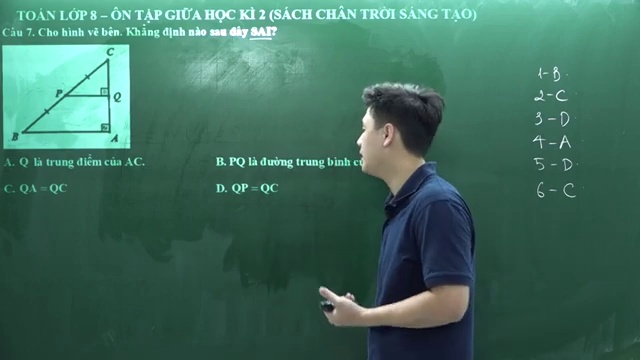 TOÁN LỚP 8 – ÔN TẬP GIỮA HỌC KÌ 2 (SÁCH CHÂN TRỜI SÁNG TẠO)
Câu 7. Cho hình vẽ bên. Khẳng định nào sau đây SAI?
C
P
Q
B
A
A. Q là trung điểm của AC.
B. PQ là đường trung bình
C. QA = QC
D. QP = QC
1 – B
2 – C
3 – D
4 – A
5 – D
6 – C